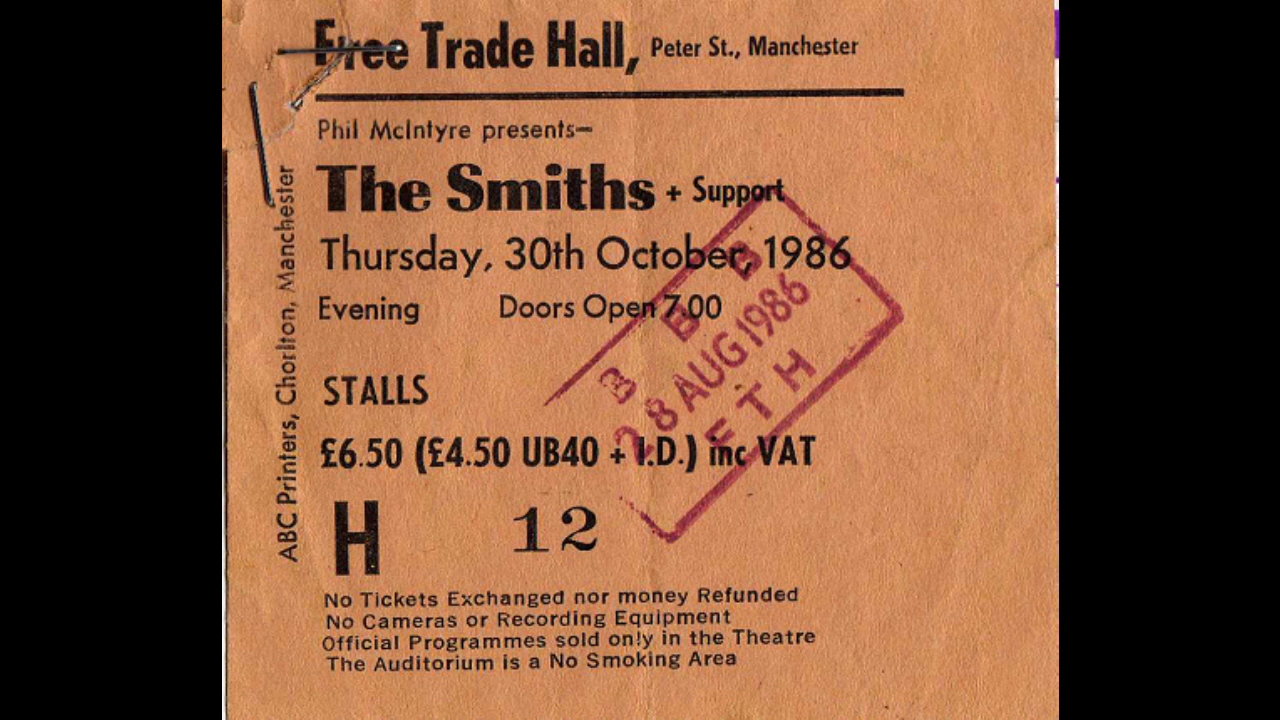 Free Trade Hall, Peter St., Manchester
Phil McIntyre presents—
The Smiths + Support
Thursday, 30th October, 1986
Evening Doors Open 7.00
STALLS
£6.50 (£4.50 UB40 + I.D.) inc VAT
H 12
No Tickets Exchanged nor money Refunded
No Cameras or Recording Equipment
Official Programmes sold only in the Theatre
The Auditorium is a No Smoking Area
ABC Printers, Chorlton, Manchester
B B B
28 AUG 1986
F T H